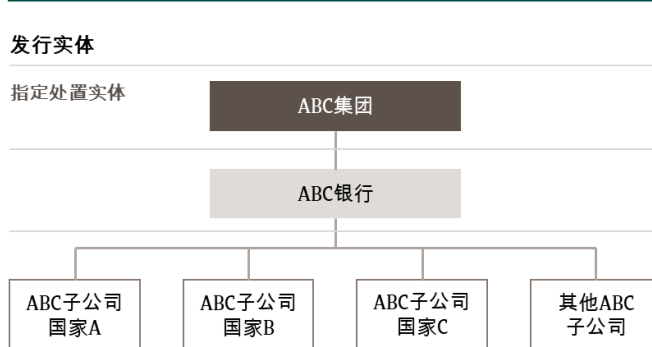 发行实体
指定处置实体
ABC集团
ABC银行
ABC子公司
国家A
ABC子公司
国家B
ABC子公司
国家C
其他ABC
子公司